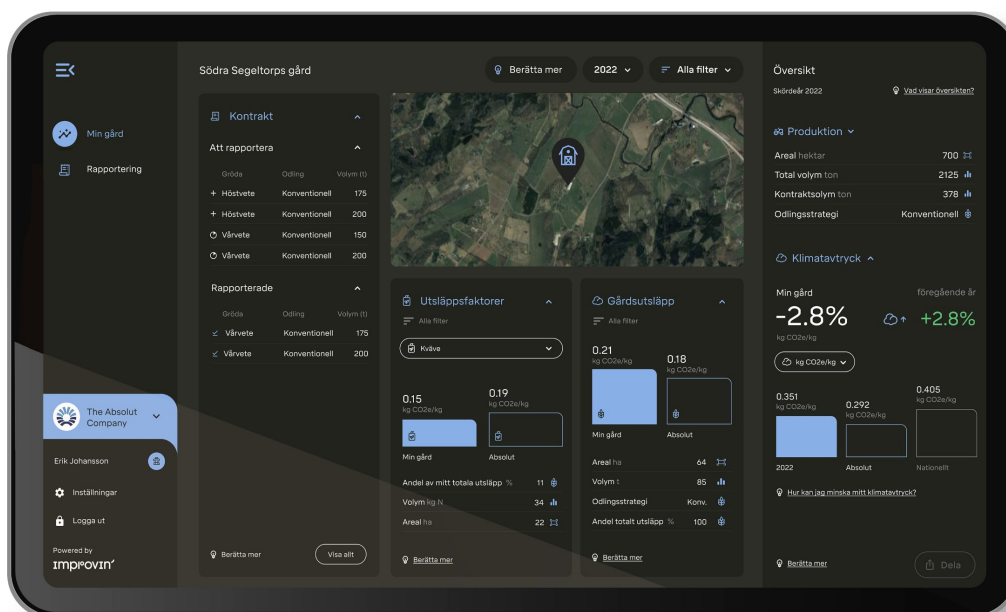 Min gård
Rapportering
The Absolut
Company
Erik Johansson
Inställningar
Logga ut
Powered by
Improvin'
Södra Segeltorps gård
Berätta mer
2022
Alla filter
Kontrakt
Att rapportera
Gröda Odling Volym (t)
Höstvete Konventionell 175
Höstvete Konventionell 200
Vårvete Konventionell 150
Vårvete Konventionell 200
Rapporterade
Gröda Odling Volym (t)
Vårvete Konventionell 175
Vårvete Konventionell 200
Berätta mer
Visa allt
Utsläppsfaktorer
Alla filter
Kväve
0.15
kg CO2e/kg
0.19
kg CO2e/kg
Min gård
Absolut
Andel av mitt totala utsläpp % 11
Volym kg N 34
Areal ha 22
Berätta mer
Gårdsutsläpp
Alla filter
0.21
kg CO2e/kg
0.18
kg CO2e/kg
Min gård
Absolut
Areal ha 64
Volym t 85
Odlingsstrategi Konv.
Andel totalt utsläpp % 100
Berätta mer
Översikt
Skördeår 2022
Vad visar översikten?
Produktion
Areal hektar 700
Total volym ton 2125
Kontraktsolym ton 378
Odlingsstrategi Konventionell
Klimatavtryck
Min gård
föregående år
-2.8%
+2.8%
kg CO2e/kg
kg CO2e/kg
0.351
kg CO2e/kg
0.292
kg CO2e/kg
0.405
kg CO2e/kg
2022
Absolut
Nationellt
Hur kan jag minska mitt klimatavtryck?
Berätta mer
Dela